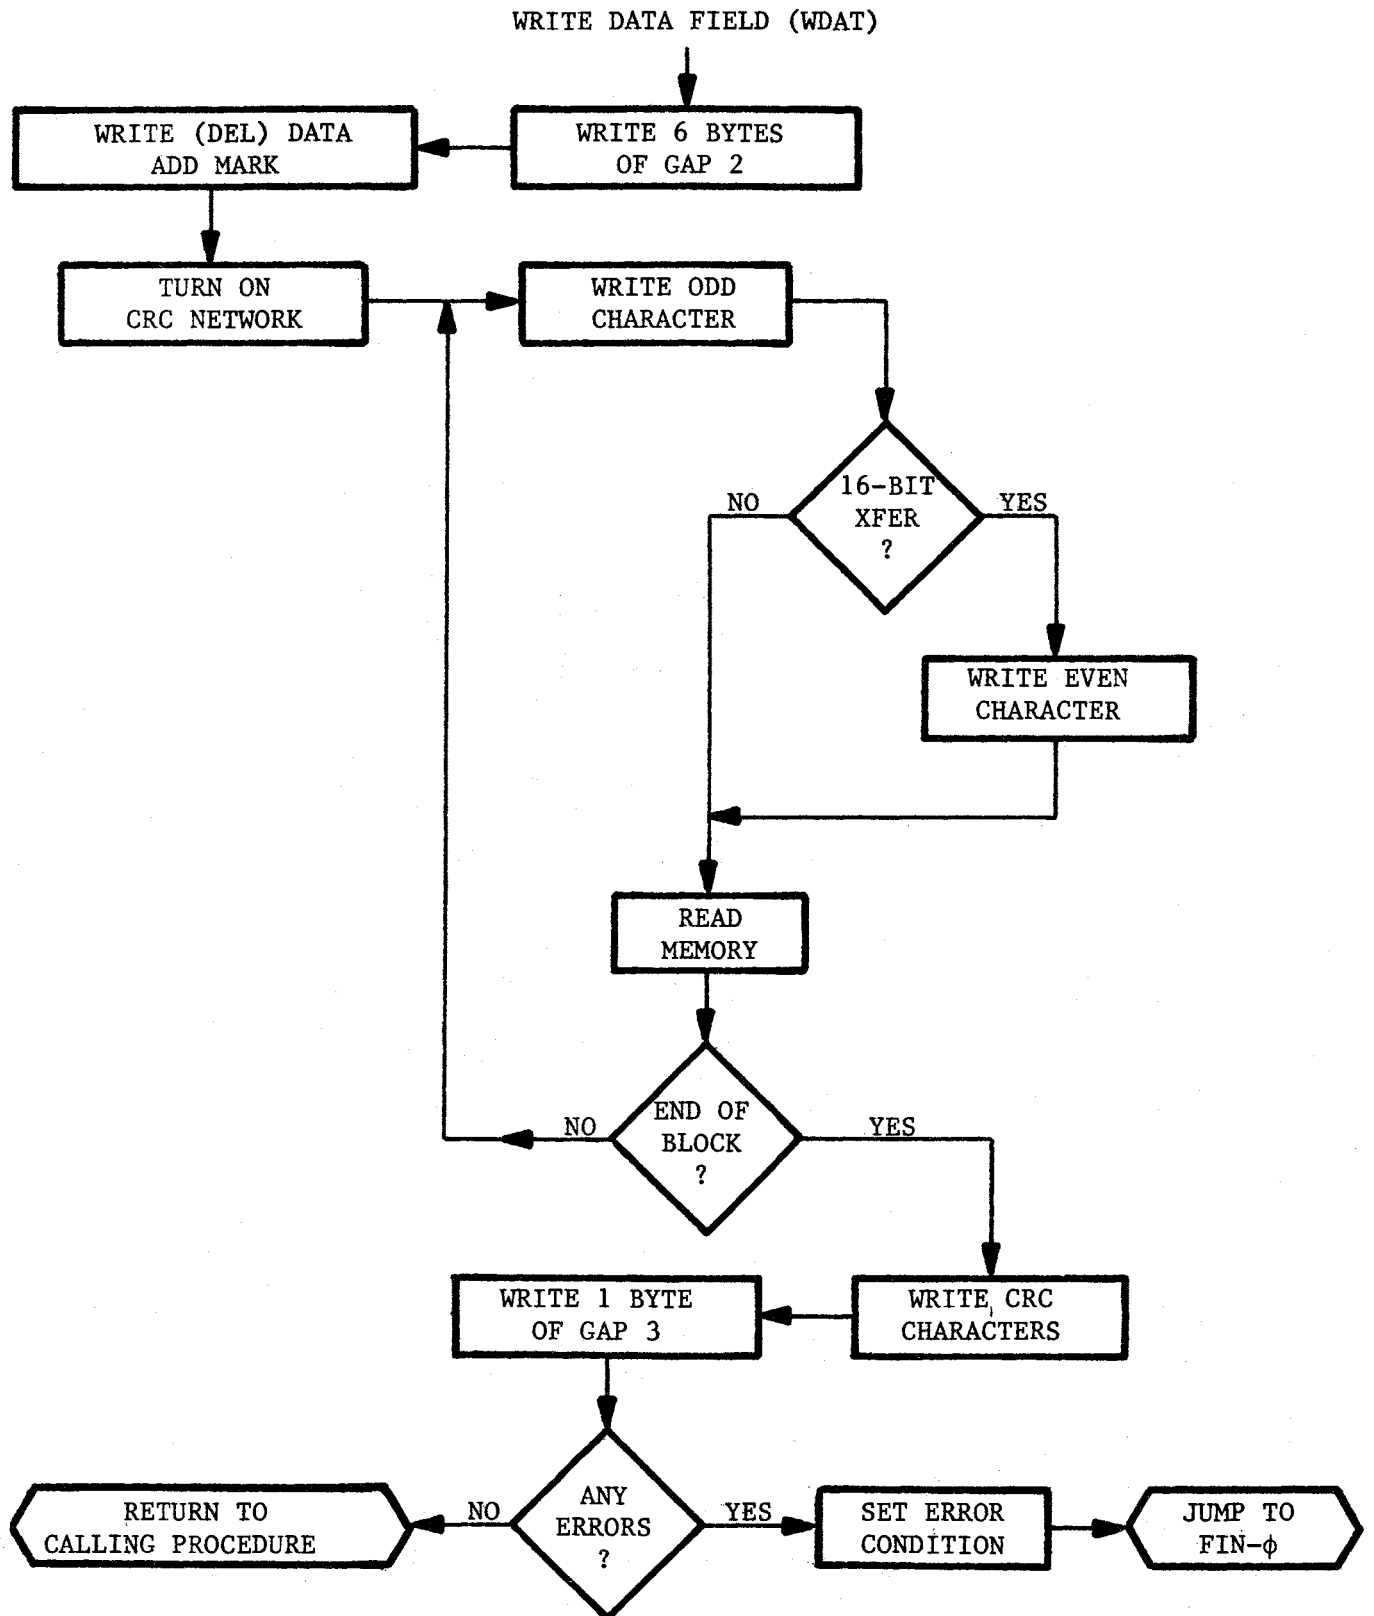 WRITE DATA FIELD (WDAT)
WRITE 6 BYTES
OF GAP 2
WRITE (DEL) DATA
ADD MARK
TURN ON
CRC NETWORK
WRITE ODD
CHARACTER
16-BIT
XFER
?
NO
YES
WRITE EVEN
CHARACTER
READ
MEMORY
END OF
BLOCK
?
NO
YES
WRITE CRC
CHARACTERS
WRITE 1 BYTE
OF GAP 3
ANY
ERRORS
?
NO
YES
RETURN TO
CALLING PROCEDURE
SET ERROR
CONDITION
JUMP TO
FIN-ϕ